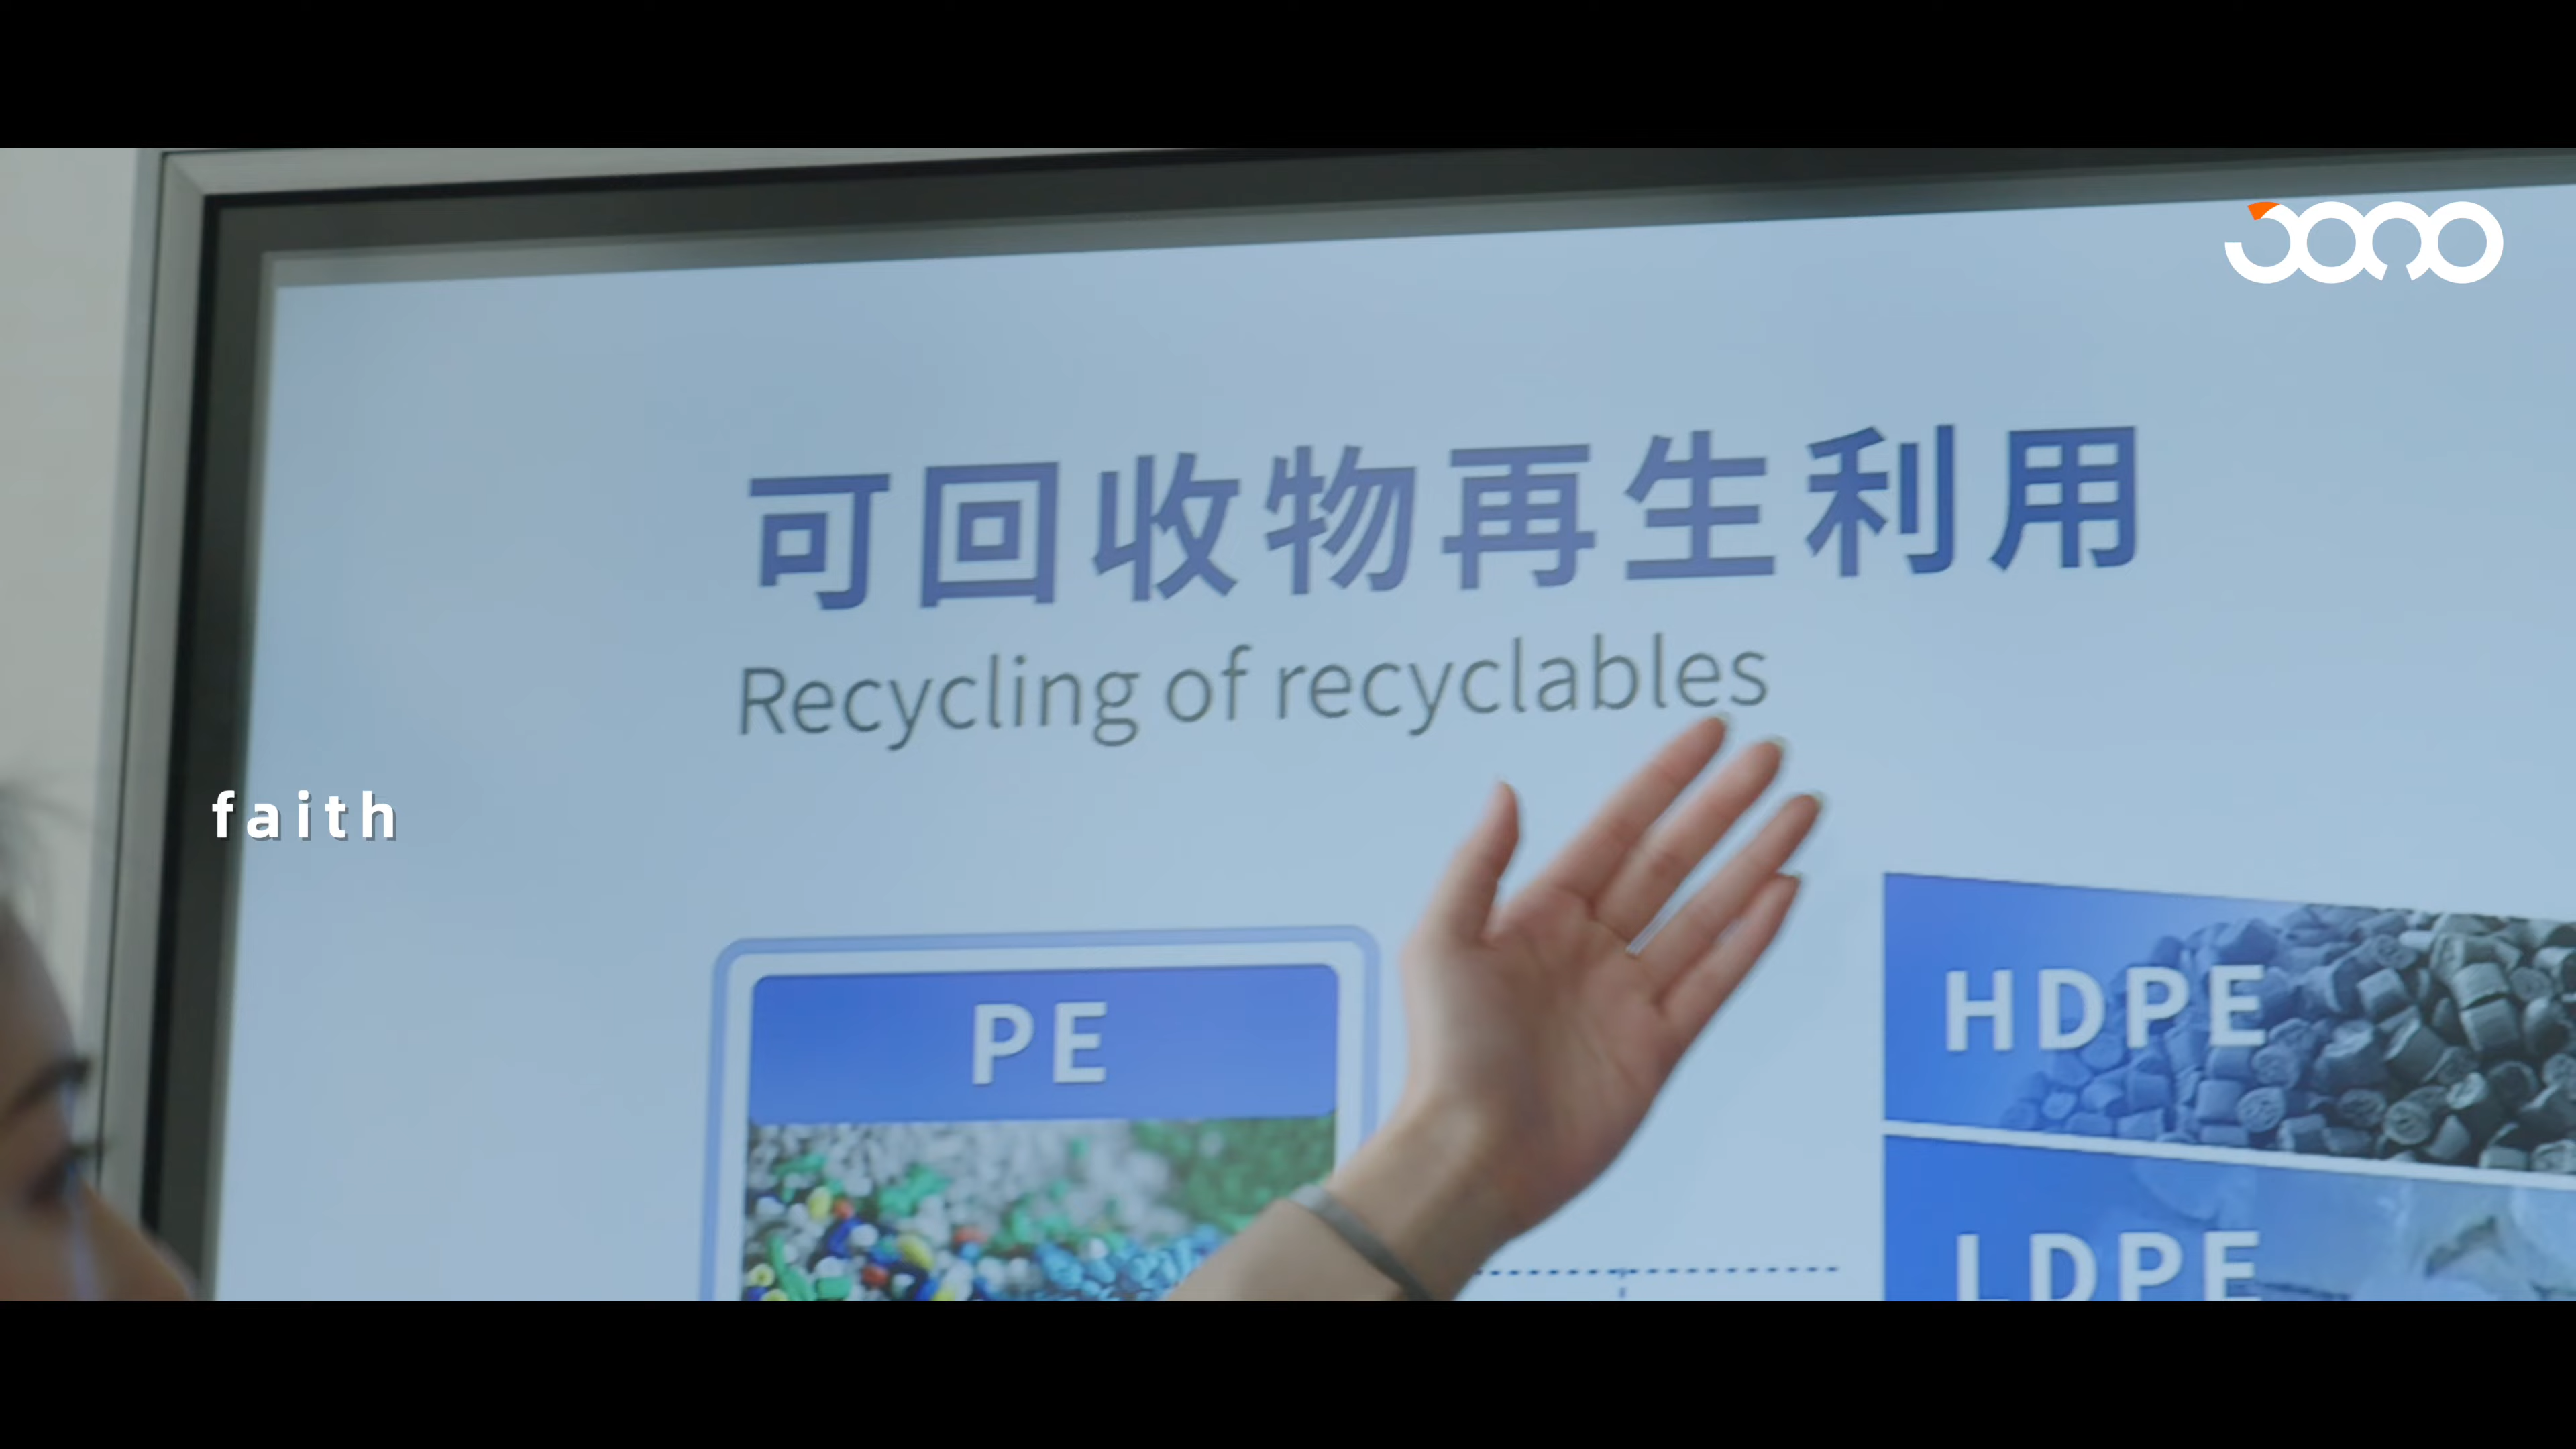 可回收物再生利用
Recycling of recyclables
faith
PE
HDPE
LDPE